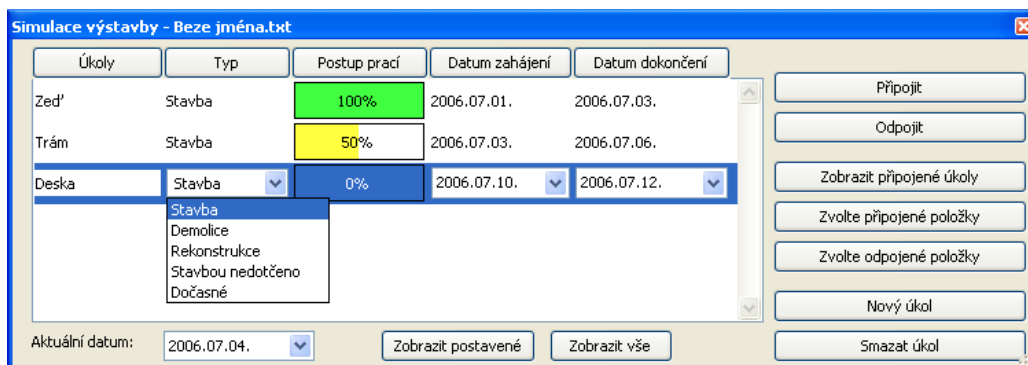 Simulace výstavby - Beze jména.txt
Úkoly Typ Postup prací Datum zahájení Datum dokončení
Zeď Stavba 100% 2006.07.01. 2006.07.03.
Trám Stavba 50% 2006.07.03. 2006.07.06.
Deska Stavba 0% 2006.07.10. 2006.07.12.
Stavba
Demolice
Rekonstrukce
Stavbou nedotčeno
Dočasné
Připojit
Odpojit
Zobrazit připojené úkoly
Zvolte připojené položky
Zvolte odpojené položky
Nový úkol
Smazat úkol
Aktuální datum: 2006.07.04. Zobrazit postavené Zobrazit vše